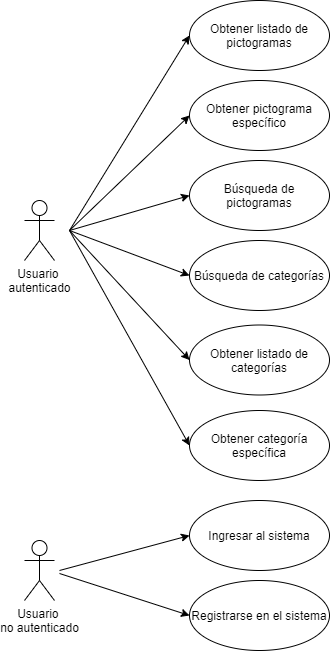 Obtener listado de
pictogramas
Obtener pictograma
específico
Búsqueda de
pictogramas
Usuario
autenticado
Búsqueda de categorías
Obtener listado de
categorías
Obtener categoría
específica
Ingresar al sistema
Usuario
no autenticado
Registrarse en el sistema